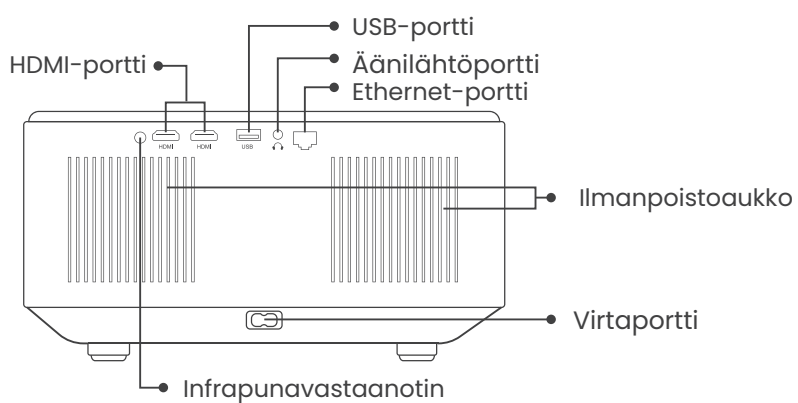 USB-portti
HDMI-portti
Äänilähtöportti
Ethernet-portti
HDMI
HDMI
USB
Ilmanpoistoaukko
Virtaportti
Infrapunavastaanotin